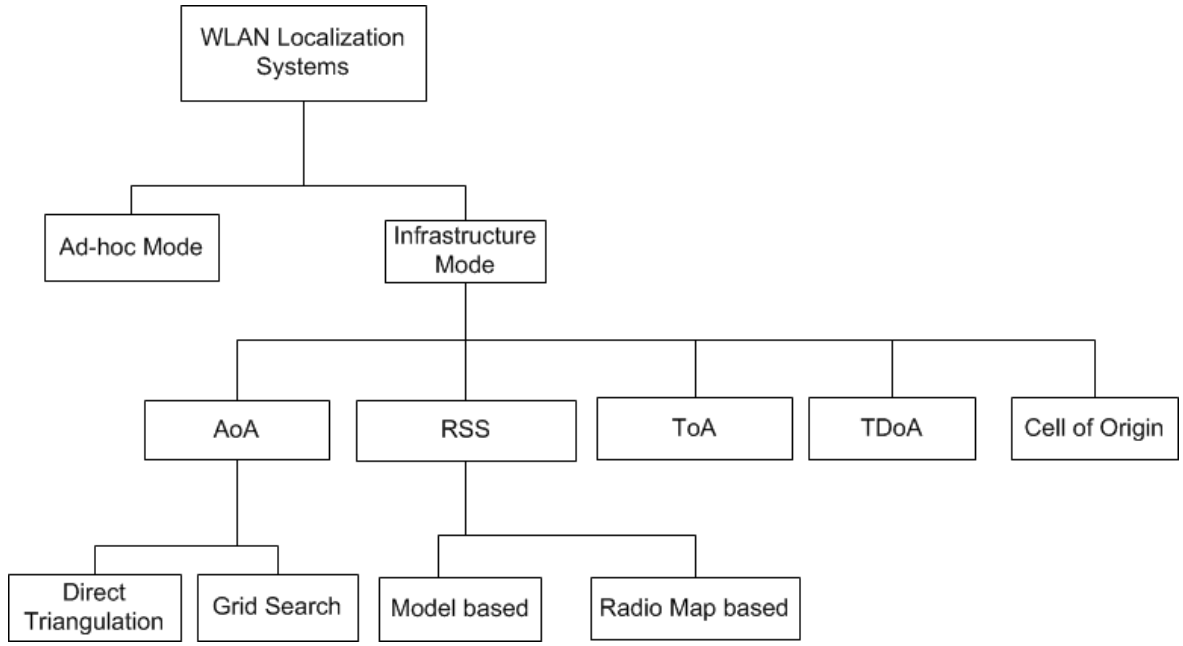 WLAN Localization
Systems
Ad-hoc Mode
Infrastructure
Mode
AoA
RSS
ToA
TDoA
Cell of Origin
Direct
Triangulation
Grid Search
Model based
Radio Map based